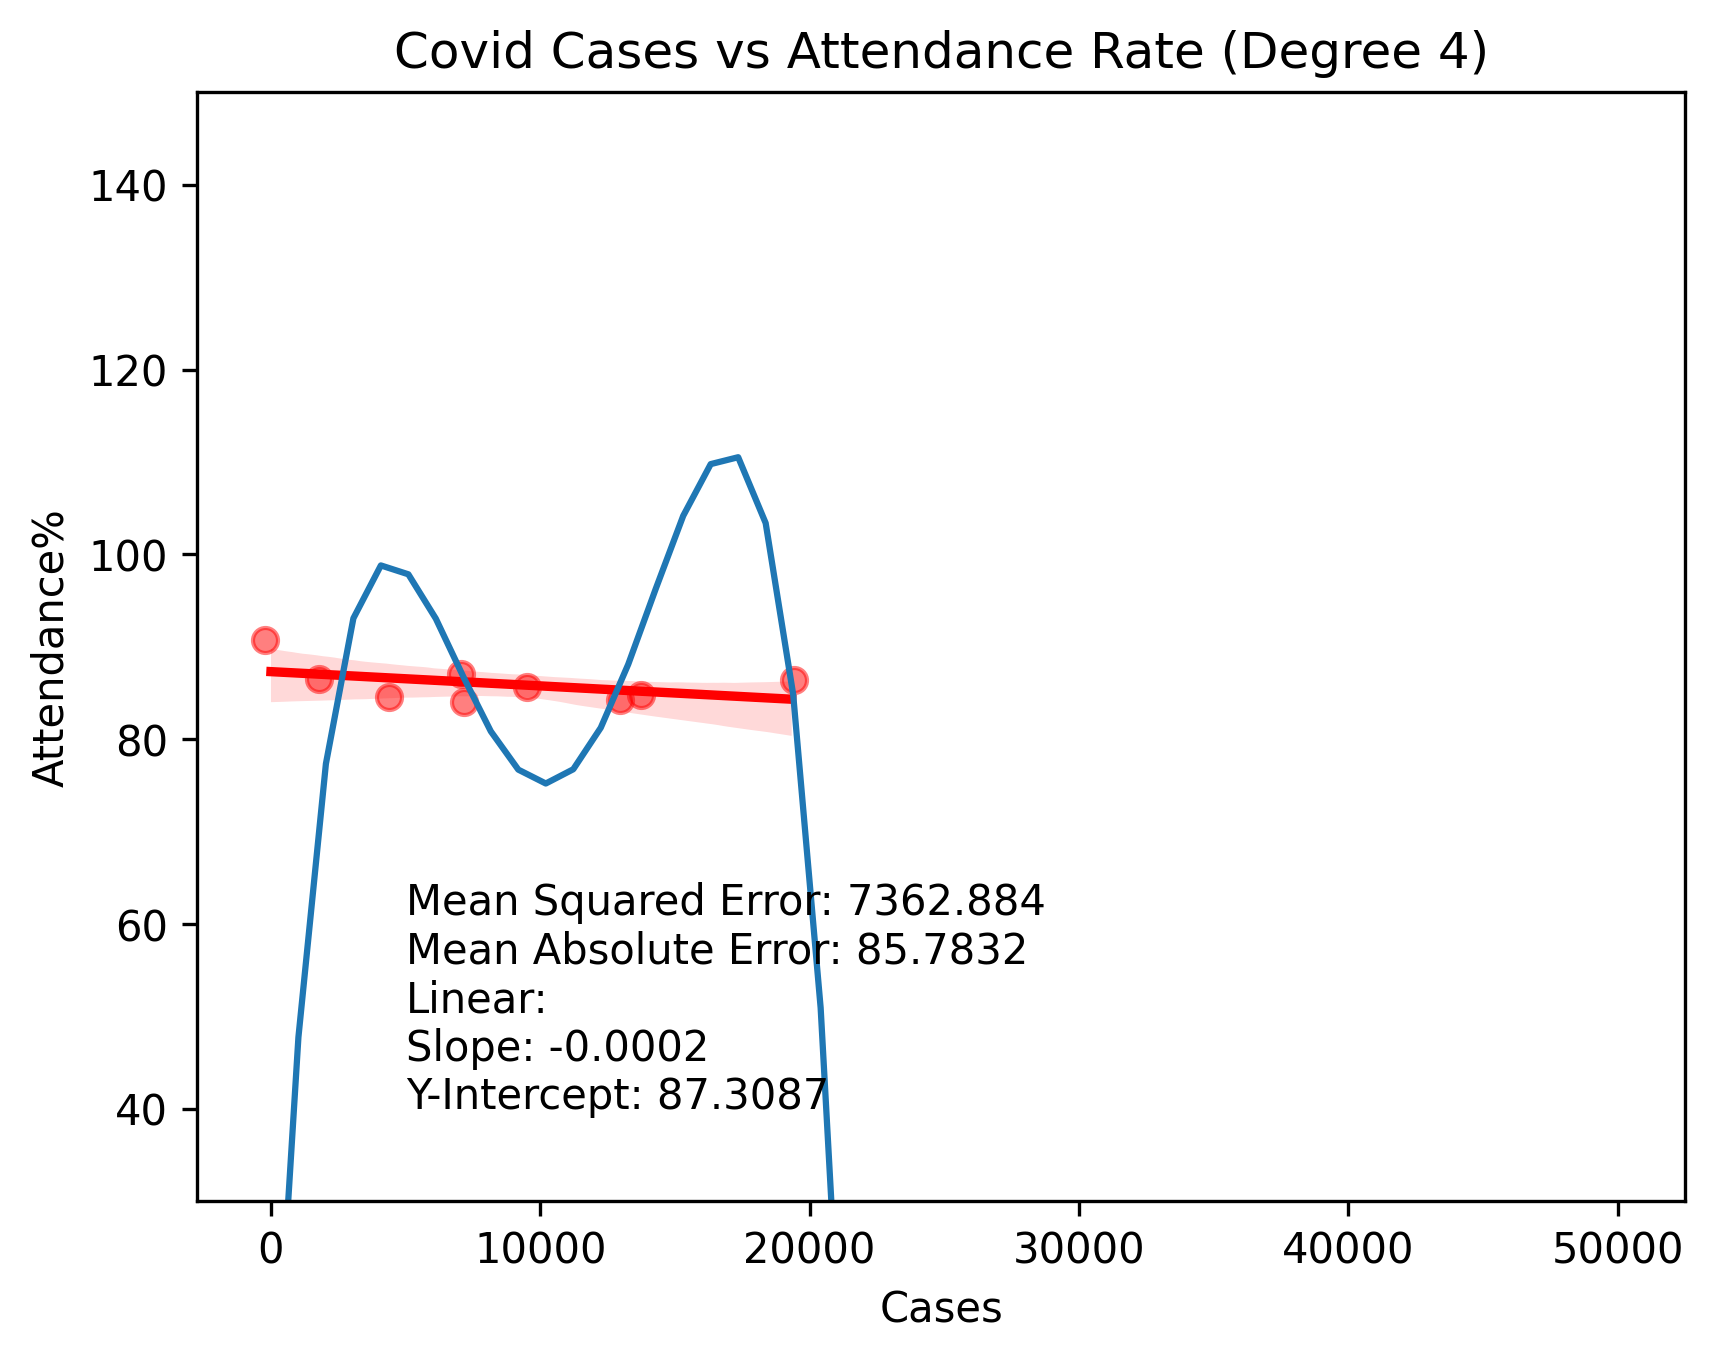 Covid Cases vs Attendance Rate (Degree 4)
140
120
100
80
60
40
Attendance%
Mean Squared Error: 7362.884
Mean Absolute Error: 85.7832
Linear:
Slope: -0.0002
Y-Intercept: 87.3087
0 10000 20000 30000 40000 50000
Cases